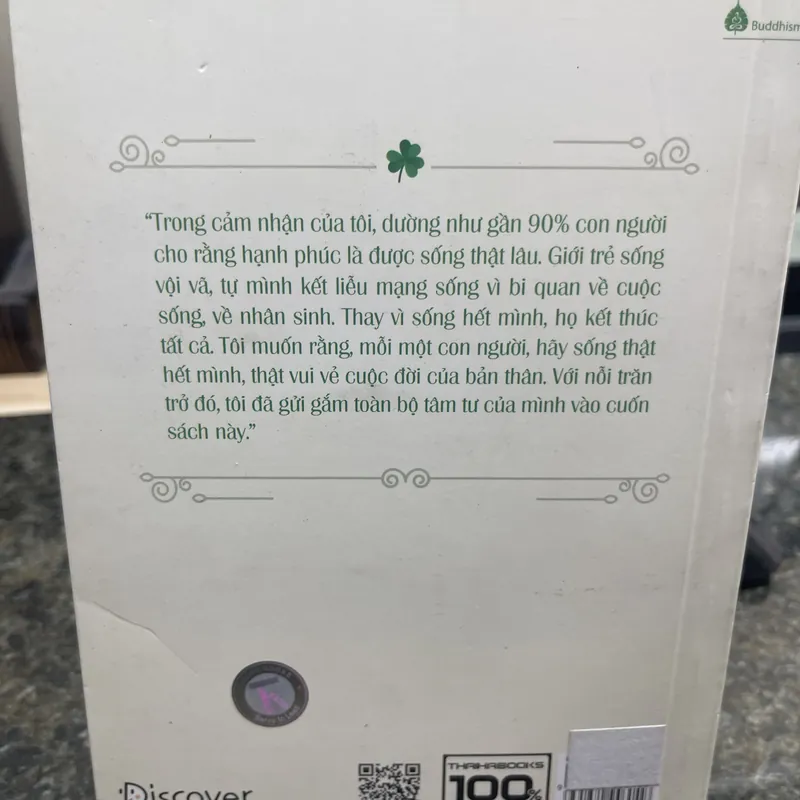 Buddhism
“Trong cảm nhận của tôi, dường như gần 90% con người
cho rằng hạnh phúc là được sống thật lâu. Giới trẻ sống
vội vã, tự mình kết liễu mạng sống vì bi quan về cuộc
sống, về nhân sinh. Thay vì sống hết mình, họ kết thúc
tất cả. Tôi muốn rằng, mỗi một con người, hãy sống thật
hết mình, thật vui vẻ cuộc đời của bản thân. Với nỗi trăn
trở đó, tôi đã gửi gắm toàn bộ tâm tư của mình vào cuốn
sách này.”
Discover
THAIHABOOKS
100%